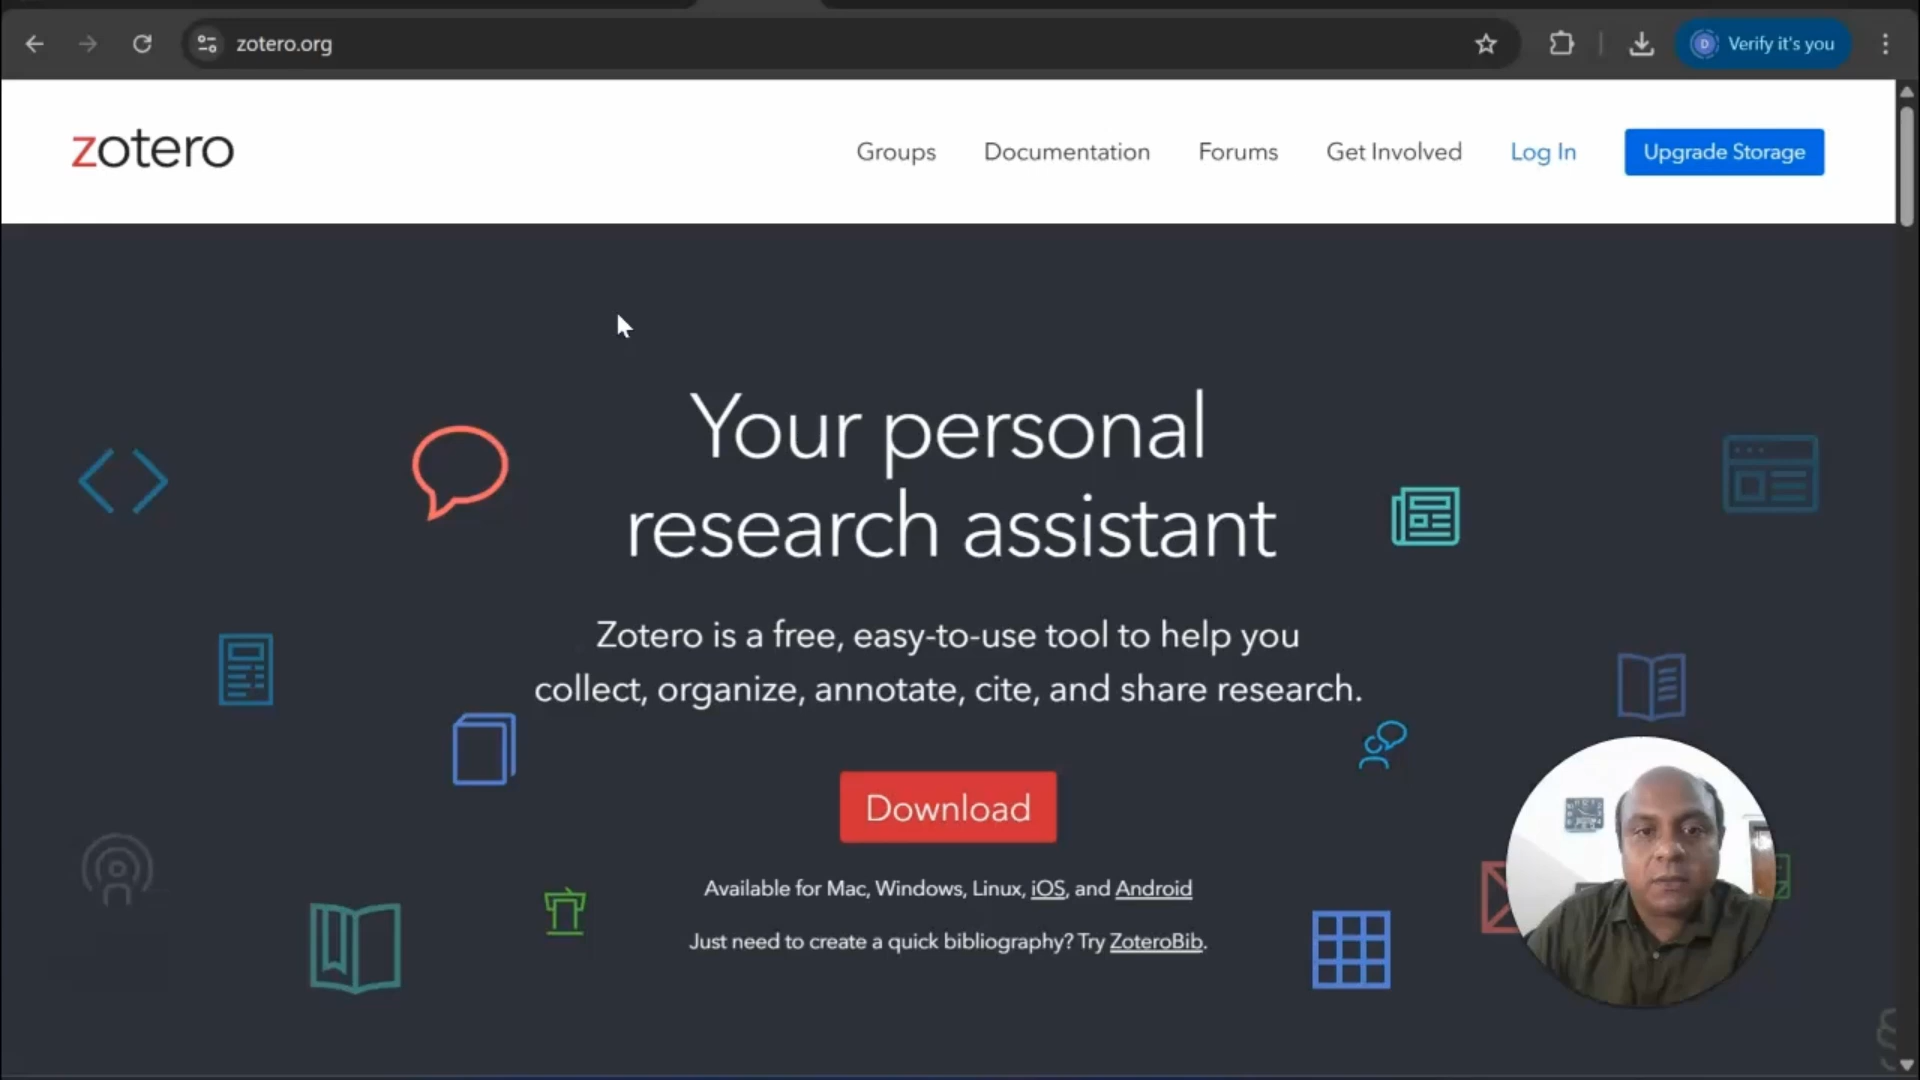 zotero.org
Verify it's you
zotero
Groups
Documentation
Forums
Get Involved
Log In
Upgrade Storage
Your personal
research assistant
Zotero is a free, easy-to-use tool to help you
collect, organize, annotate, cite, and share research.
Download
Available for Mac, Windows, Linux, iOS, and Android
Just need to create a quick bibliography? Try ZoteroBib.